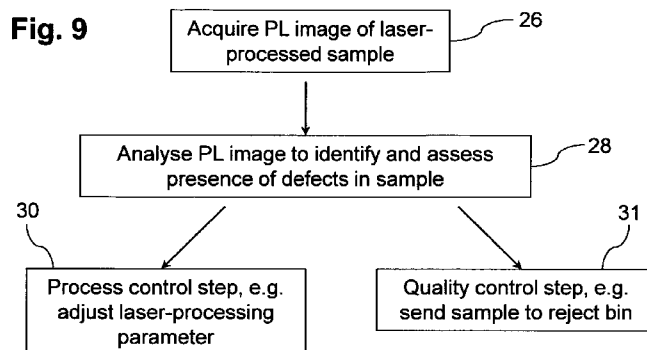 Fig. 9
Acquire PL image of laser-
processed sample
26
Analyse PL image to identify and assess
presence of defects in sample
28
30
Process control step, e.g.
adjust laser-processing
parameter
31
Quality control step, e.g.
send sample to reject bin